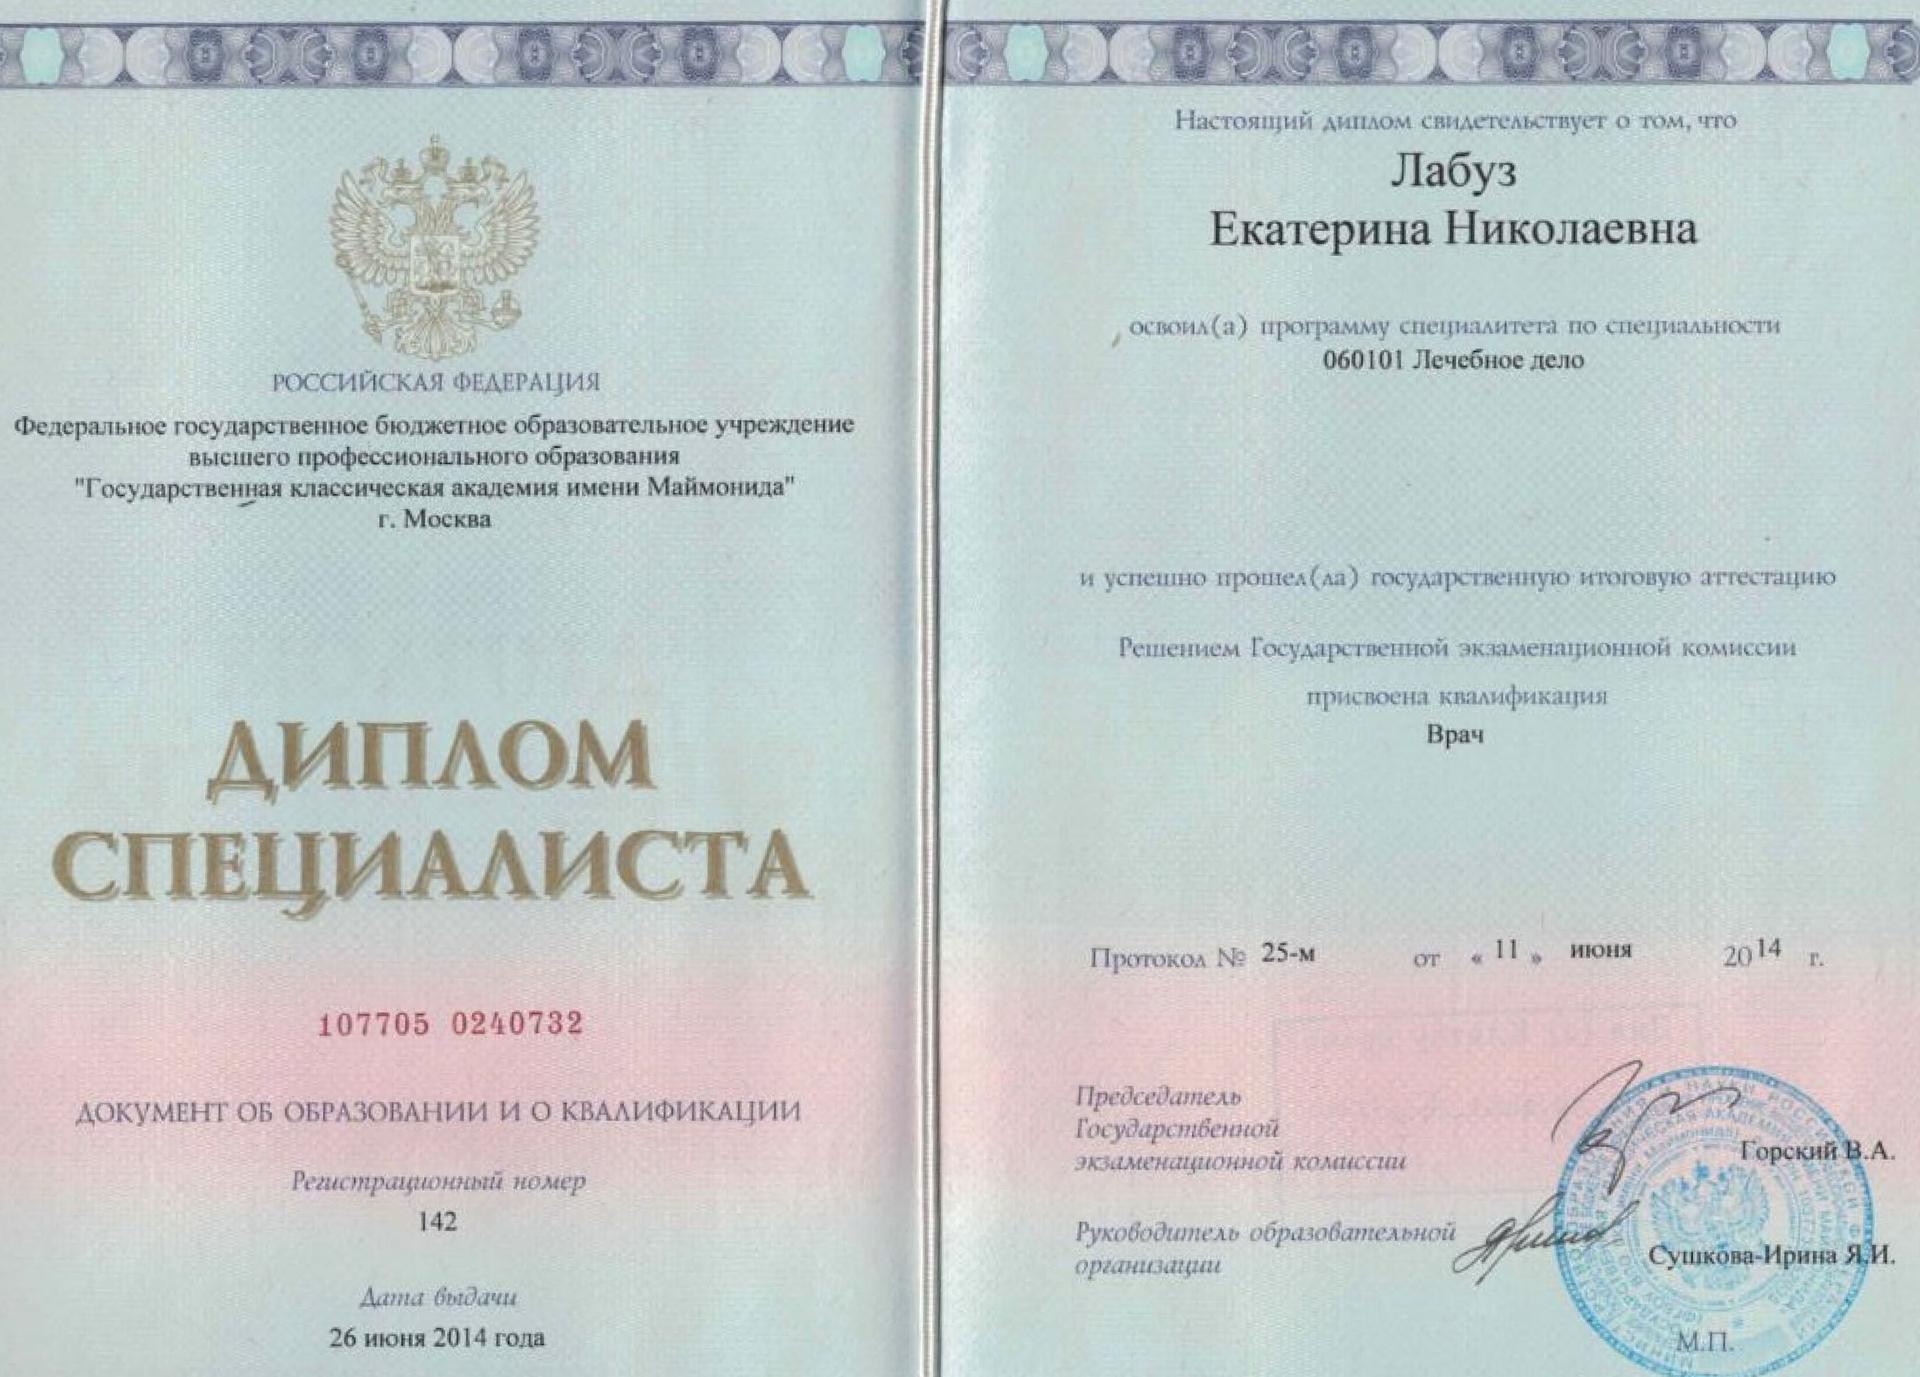 РОССИЙСКАЯ ФЕДЕРАЦИЯ
Федеральное государственное бюджетное образовательное учреждение
высшего профессионального образования
"Государственная классическая академия имени Маймонида"
г. Москва
ДИПЛОМ
СПЕЦИАЛИСТА
107705 0240732
ДОКУМЕНТ ОБ ОБРАЗОВАНИИ И О КВАЛИФИКАЦИИ
Регистрационный номер
142
Дата выдачи
26 июня 2014 года
Настоящий диплом свидетельствует о том, что
Лабуз
Екатерина Николаевна
освоил(а) программу специалитета по специальности
060101 Лечебное дело
и успешно прошел(ла) государственную итоговую аттестацию
Решением Государственной экзаменационной комиссии
присвоена квалификация
Врач
Протокол № 25-м от « 11 » июня 2014 г.
Председатель
Государственной
экзаменационной комиссии
Горский В.А.
Руководитель образовательной
организации
Сушкова-Ирина Я.И.
М.П.